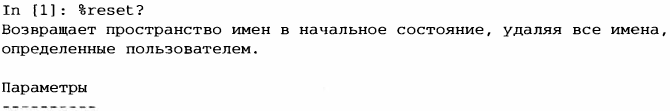 In [1]: %reset?
Возвращает пространство имен в начальное состояние, удаляя все имена,
определенные пользователем.
Параметры
----------